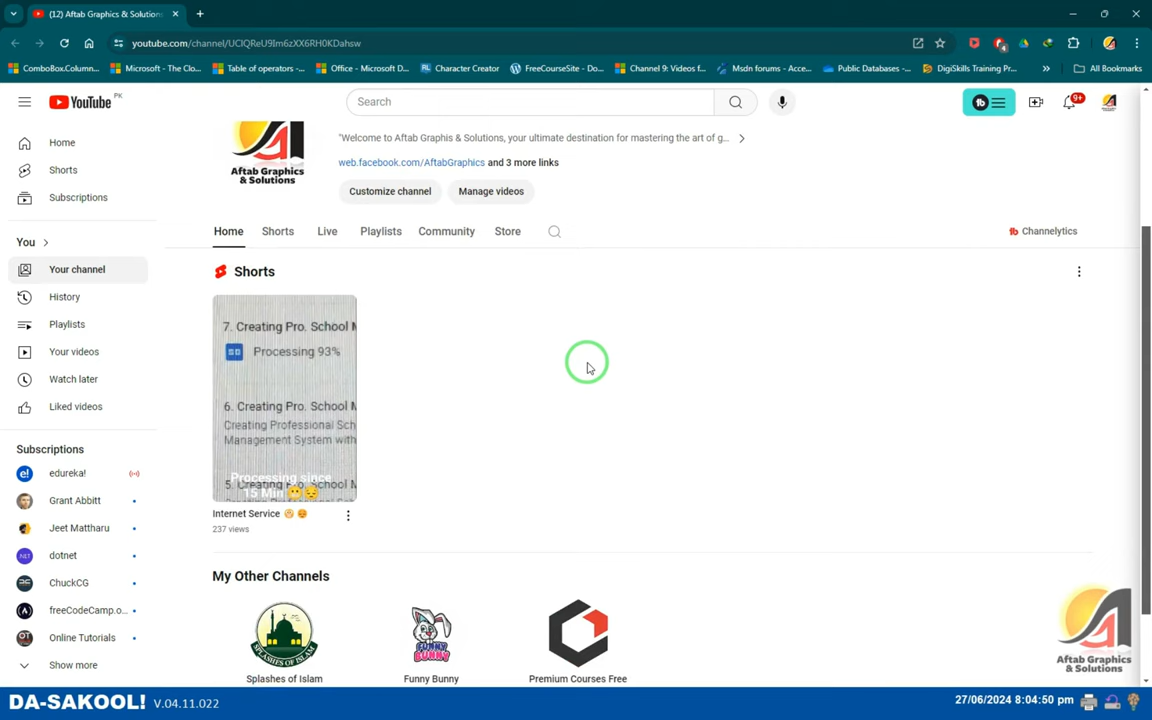 (12) Aftab Graphics & Solution
youtube.com/channel/UCIQReU9Im6zXX6RH0KDahsw
ComboBox.Column...
Microsoft - The Clo...
Table of operators -...
Office - Microsoft D...
Character Creator
FreeCourseSite - Do...
Channel 9: Videos f...
Msdn forums - Acce...
Public Databases -...
DigiSkills Training Pr...
»
All Bookmarks
YouTube PK
Search
9+
Home
Shorts
Subscriptions
You
Your channel
History
Playlists
Your videos
Watch later
Liked videos
Subscriptions
edureka!
Grant Abbitt
Jeet Mattharu
dotnet
ChuckCG
freeCodeCamp.o...
Online Tutorials
Show more
Aftab Graphics
& Solutions
"Welcome to Aftab Graphis & Solutions, your ultimate destination for mastering the art of g...
web.facebook.com/AftabGraphics and 3 more links
Customize channel
Manage videos
Home
Shorts
Live
Playlists
Community
Store
Channelytics
Shorts
7. Creating Pro. School M
Processing 93%
6. Creating Pro. School M
Creating Professional Sch
Management System with
Processing since
15 Min 😬😔
Internet Service
237 views
My Other Channels
SPLASHES OF ISLAM
FUNNY BUNNY
Splashes of Islam
Funny Bunny
Premium Courses Free
Aftab Graphics
& Solutions
DA-SAKOOL! V.04.11.022
27/06/2024 8:04:50 pm